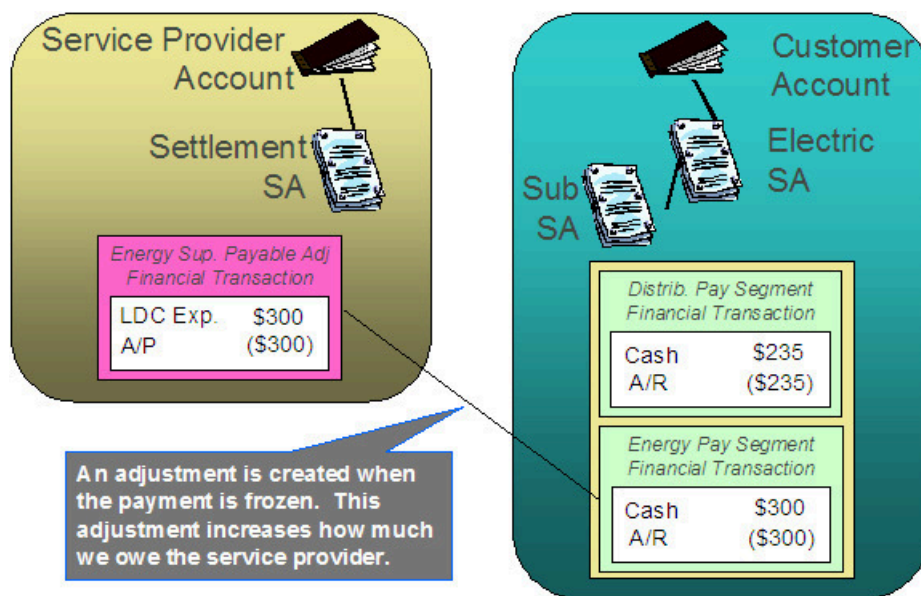 Service Provider
Account
Settlement
SA
Energy Sup. Payable Adj
Financial Transaction
LDC Exp. $300
A/P ($300)
An adjustment is created when
the payment is frozen. This
adjustment increases how much
we owe the service provider.
Customer
Account
Electric
SA
Sub
SA
Distrib. Pay Segment
Financial Transaction
Cash $235
A/R ($235)
Energy Pay Segment
Financial Transaction
Cash $300
A/R ($300)